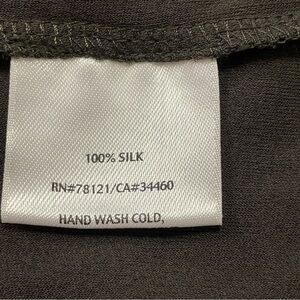 100% SILK
RN#78121/CA#34460
HAND WASH COLD,